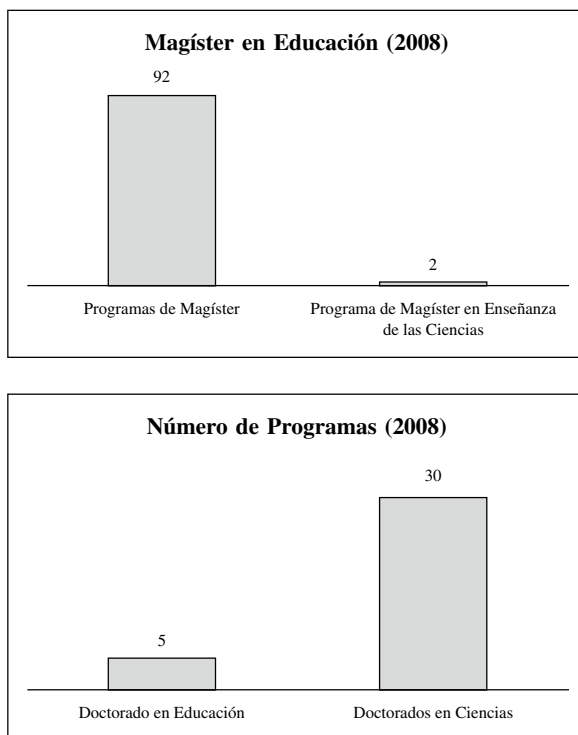 Magíster en Educación (2008)
92
2
Programas de Magíster
Programa de Magíster en Enseñanza
de las Ciencias
Número de Programas (2008)
30
5
Doctorado en Educación
Doctorados en Ciencias